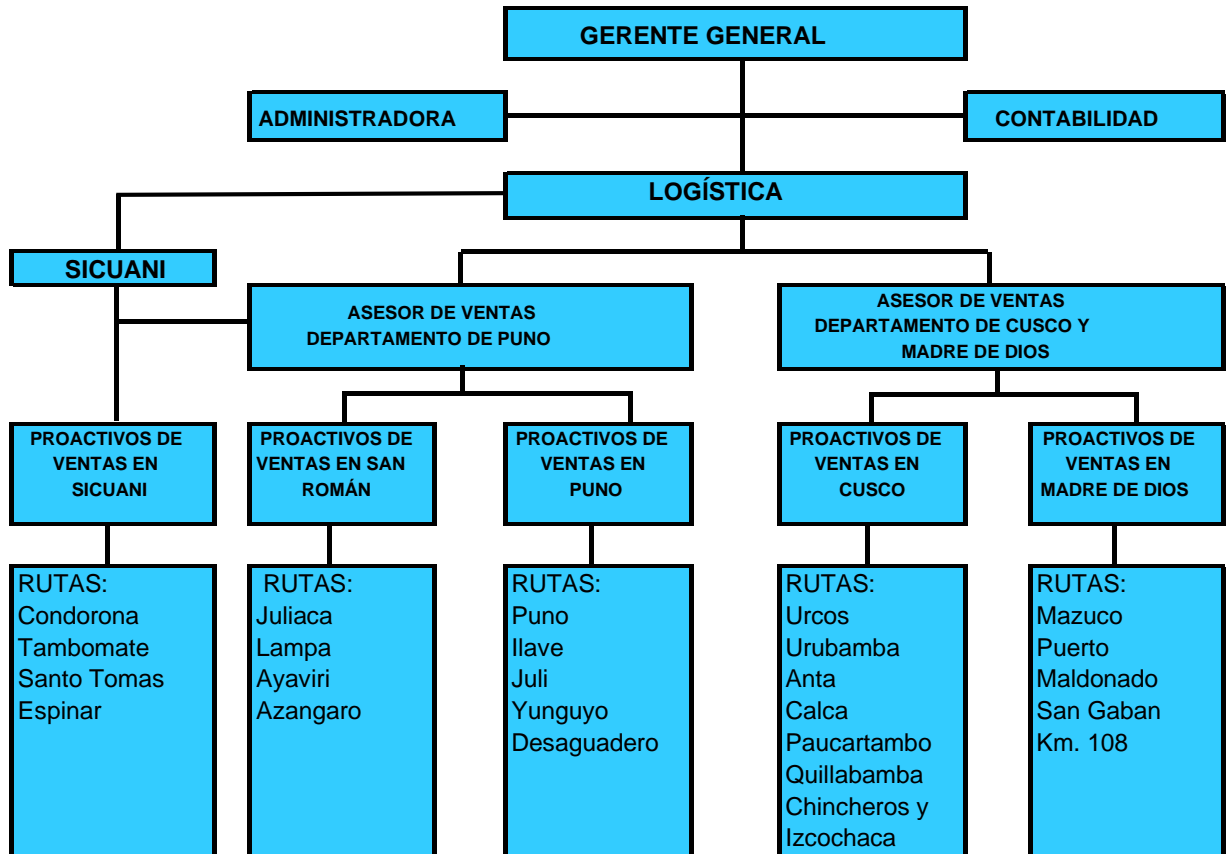 GERENTE GENERAL
ADMINISTRADORA
CONTABILIDAD
LOGÍSTICA
SICUANI
ASESOR DE VENTAS
DEPARTAMENTO DE PUNO
ASESOR DE VENTAS
DEPARTAMENTO DE CUSCO Y
MADRE DE DIOS
PROACTIVOS DE
VENTAS EN
SICUANI
PROACTIVOS DE
VENTAS EN SAN
ROMÁN
PROACTIVOS DE
VENTAS EN
PUNO
PROACTIVOS DE
VENTAS EN
CUSCO
PROACTIVOS DE
VENTAS EN
MADRE DE DIOS
RUTAS:
Condorona
Tambomate
Santo Tomas
Espinar
RUTAS:
Juliaca
Lampa
Ayaviri
Azangaro
RUTAS:
Puno
Ilave
Juli
Yunguyo
Desaguadero
RUTAS:
Urcos
Urubamba
Anta
Calca
Paucartambo
Quillabamba
Chincheros y
Izcochaca
RUTAS:
Mazuco
Puerto
Maldonado
San Gaban
Km. 108